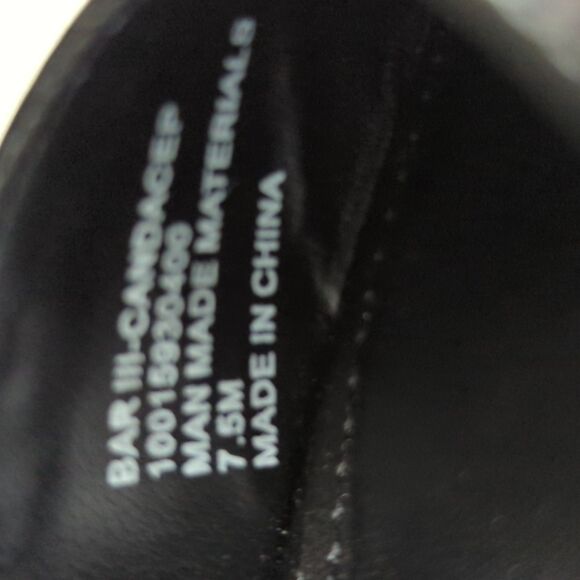 BAR III-CANDACEP
10015930400
MAN MADE MATERIALS
7.5M
MADE IN CHINA